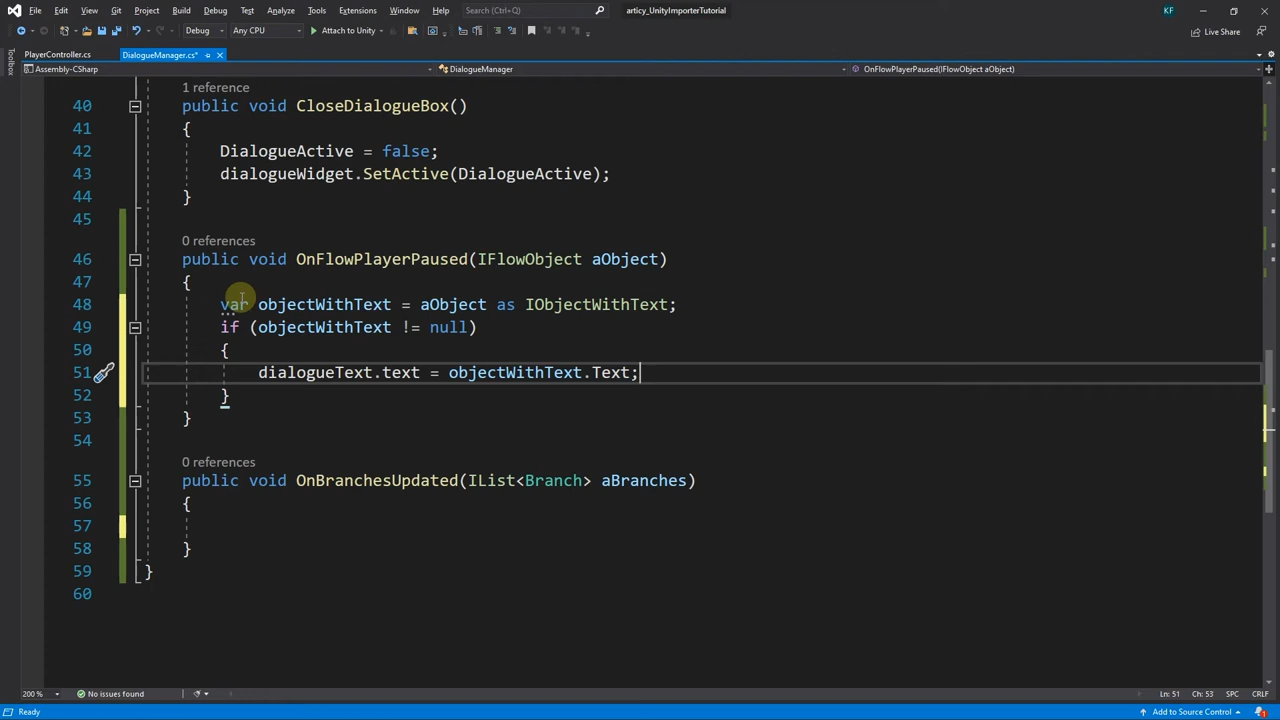 File Edit View Git Project Build Debug Test Analyze Tools Extensions Window Help Search (Ctrl+Q) articy_UnityImporterTutorial KF
Debug Any CPU Attach to Unity Live Share
PlayerController.cs DialogueManager.cs*
Toolbox
Assembly-CSharp DialogueManager OnFlowPlayerPaused(IFlowObject aObject)
1 reference
40 public void CloseDialogueBox()
41 {
42 DialogueActive = false;
43 dialogueWidget.SetActive(DialogueActive);
44 }
45
0 references
46 public void OnFlowPlayerPaused(IFlowObject aObject)
47 {
48 var objectWithText = aObject as IObjectWithText;
49 if (objectWithText != null)
50 {
51 dialogueText.text = objectWithText.Text;
52 }
53 }
54
0 references
55 public void OnBranchesUpdated(IList<Branch> aBranches)
56 {
57
58 }
59 }
60
200 % No issues found Ln: 51 Ch: 53 SPC CRLF
Ready Add to Source Control 1